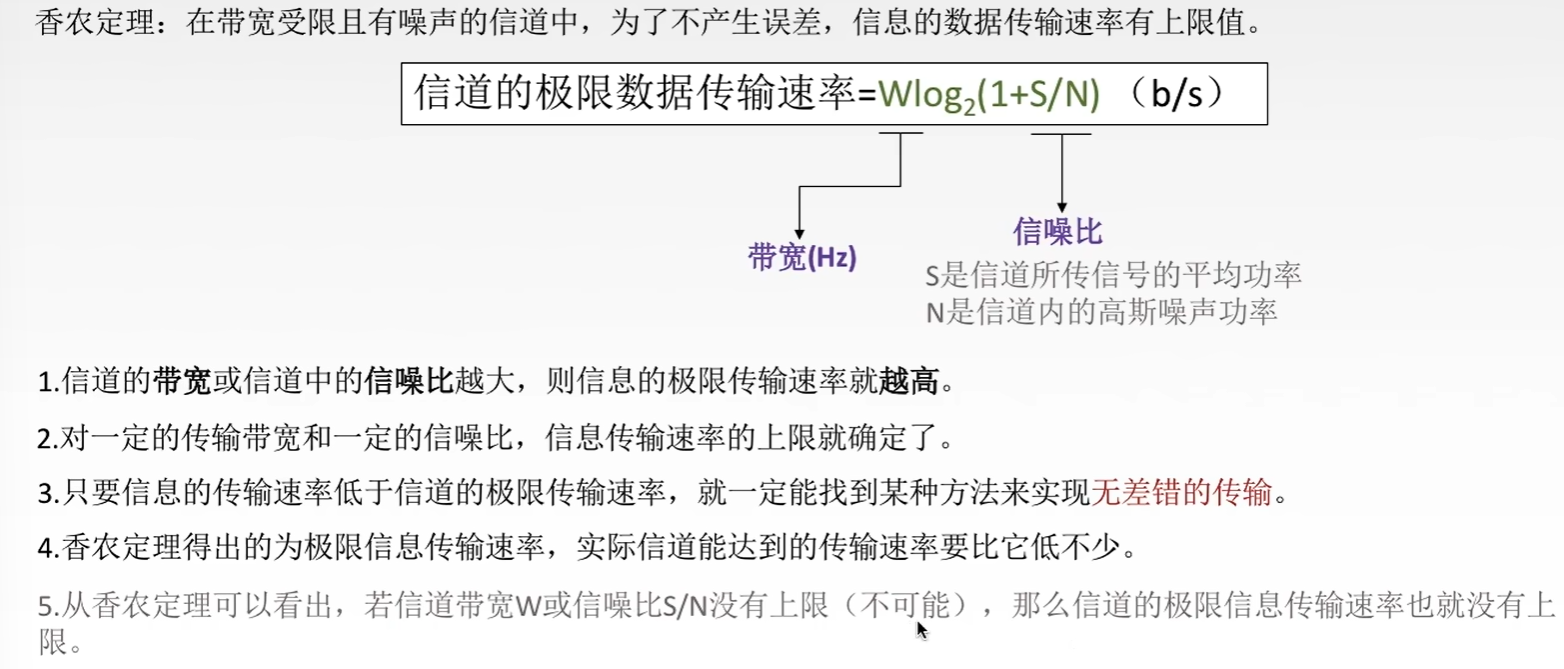 香农定理：在带宽受限且有噪声的信道中，为了不产生误差，信息的数据传输速率有上限值。
信道的极限数据传输速率=Wlog₂(1+S/N) （b/s）
带宽(Hz)
信噪比
S是信道所传信号的平均功率
N是信道内的高斯噪声功率
1.信道的带宽或信道中的信噪比越大，则信息的极限传输速率就越高。
2.对一定的传输带宽和一定的信噪比，信息传输速率的上限就确定了。
3.只要信息的传输速率低于信道的极限传输速率，就一定能找到某种方法来实现无差错的传输。
4.香农定理得出的为极限信息传输速率，实际信道能达到的传输速率要比它低不少。
5.从香农定理可以看出，若信道带宽W或信噪比S/N没有上限（不可能），那么信道的极限信息传输速率也就没有上
限。